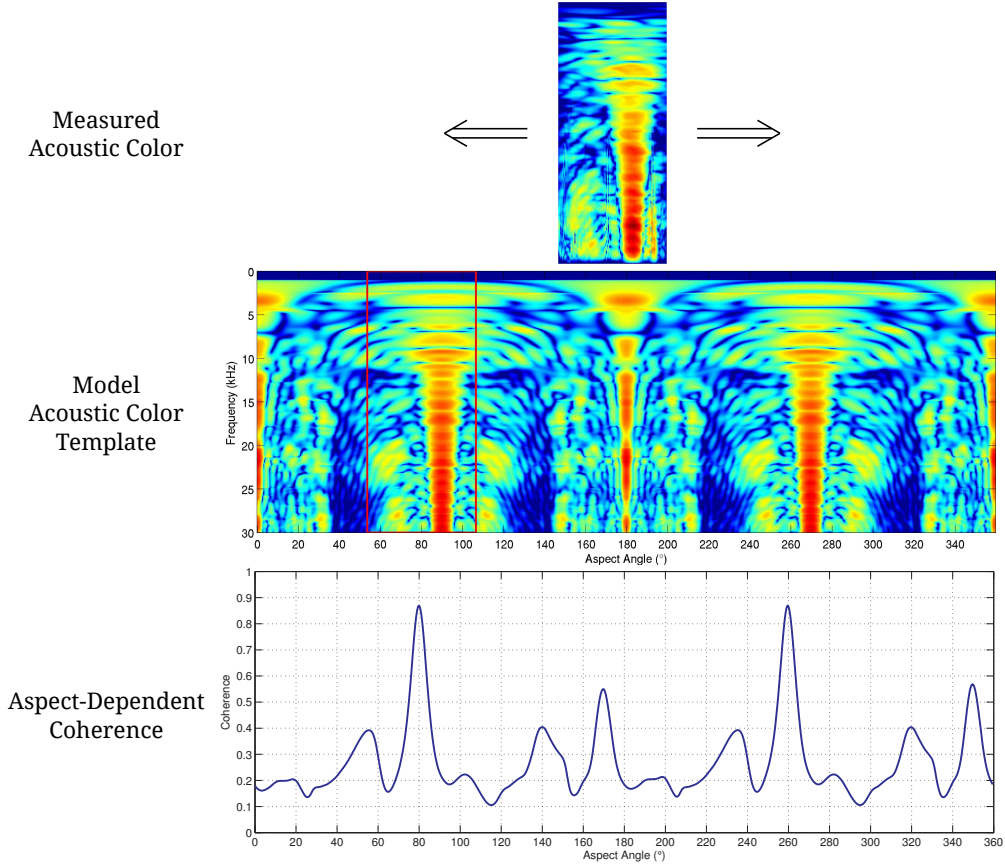 Measured
Acoustic Color
0
5
10
15
20
25
30
Frequency (kHz)
0 20 40 60 80 100 120 140 160 180 200 220 240 260 280 300 320 340
Aspect Angle (°)
Model
Acoustic Color
Template
1
0.9
0.8
0.7
0.6
0.5
0.4
0.3
0.2
0.1
0
Coherence
0 20 40 60 80 100 120 140 160 180 200 220 240 260 280 300 320 340 360
Aspect Angle (°)
Aspect-Dependent
Coherence